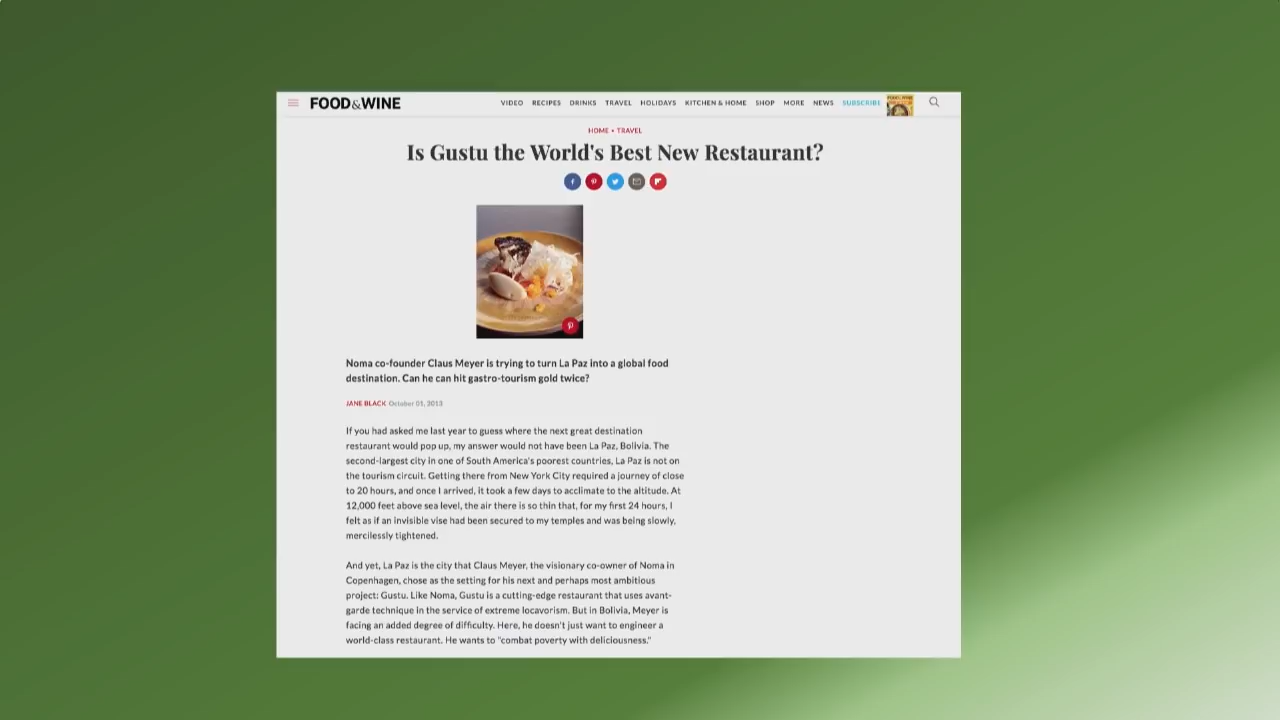 FOOD&WINE
VIDEO RECIPES DRINKS TRAVEL HOLIDAYS KITCHEN & HOME SHOP MORE NEWS SUBSCRIBE
HOME • TRAVEL
Is Gustu the World's Best New Restaurant?
Noma co-founder Claus Meyer is trying to turn La Paz into a global food
destination. Can he can hit gastro-tourism gold twice?
JANE BLACK October 01, 2013
If you had asked me last year to guess where the next great destination
restaurant would pop up, my answer would not have been La Paz, Bolivia. The
second-largest city in one of South America's poorest countries, La Paz is not on
the tourism circuit. Getting there from New York City required a journey of close
to 20 hours, and once I arrived, it took a few days to acclimate to the altitude. At
12,000 feet above sea level, the air there is so thin that, for my first 24 hours, I
felt as if an invisible vise had been secured to my temples and was being slowly,
mercilessly tightened.
And yet, La Paz is the city that Claus Meyer, the visionary co-owner of Noma in
Copenhagen, chose as the setting for his next and perhaps most ambitious
project: Gustu. Like Noma, Gustu is a cutting-edge restaurant that uses avant-
garde technique in the service of extreme locavorism. But in Bolivia, Meyer is
facing an added degree of difficulty. Here, he doesn't just want to engineer a
world-class restaurant. He wants to "combat poverty with deliciousness."